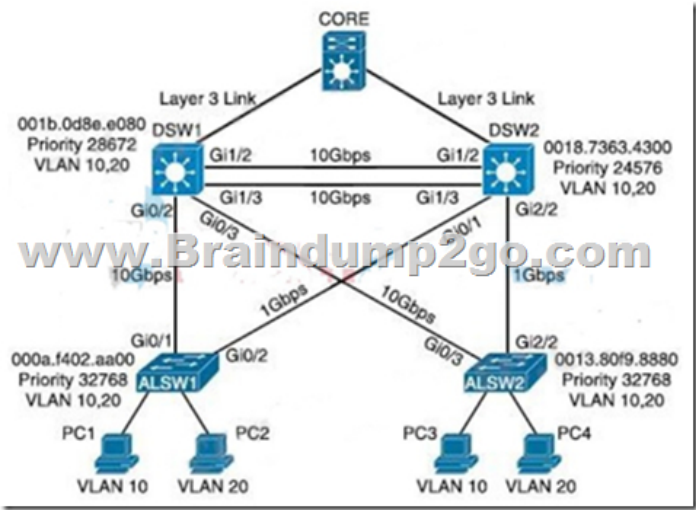 CORE
Layer 3 Link
Layer 3 Link
001b.0d8e.e080
Priority 28672
VLAN 10,20
DSW1
DSW2
0018.7363.4300
Priority 24576
VLAN 10,20
Gi1/2
10Gbps
Gi1/2
Gi1/3
10Gbps
Gi1/3
Gi0/2
Gi0/3
Gi0/1
Gi2/2
www.Braindump2go.com
10Gbps
1Gbps
10Gbps
1Gbps
Gi0/1
Gi0/2
Gi0/3
Gi2/2
000a.f402.aa00
Priority 32768
VLAN 10,20
ALSW1
ALSW2
0013.80f9.8880
Priority 32768
VLAN 10,20
PC1
PC2
PC3
PC4
VLAN 10
VLAN 20
VLAN 10
VLAN 20